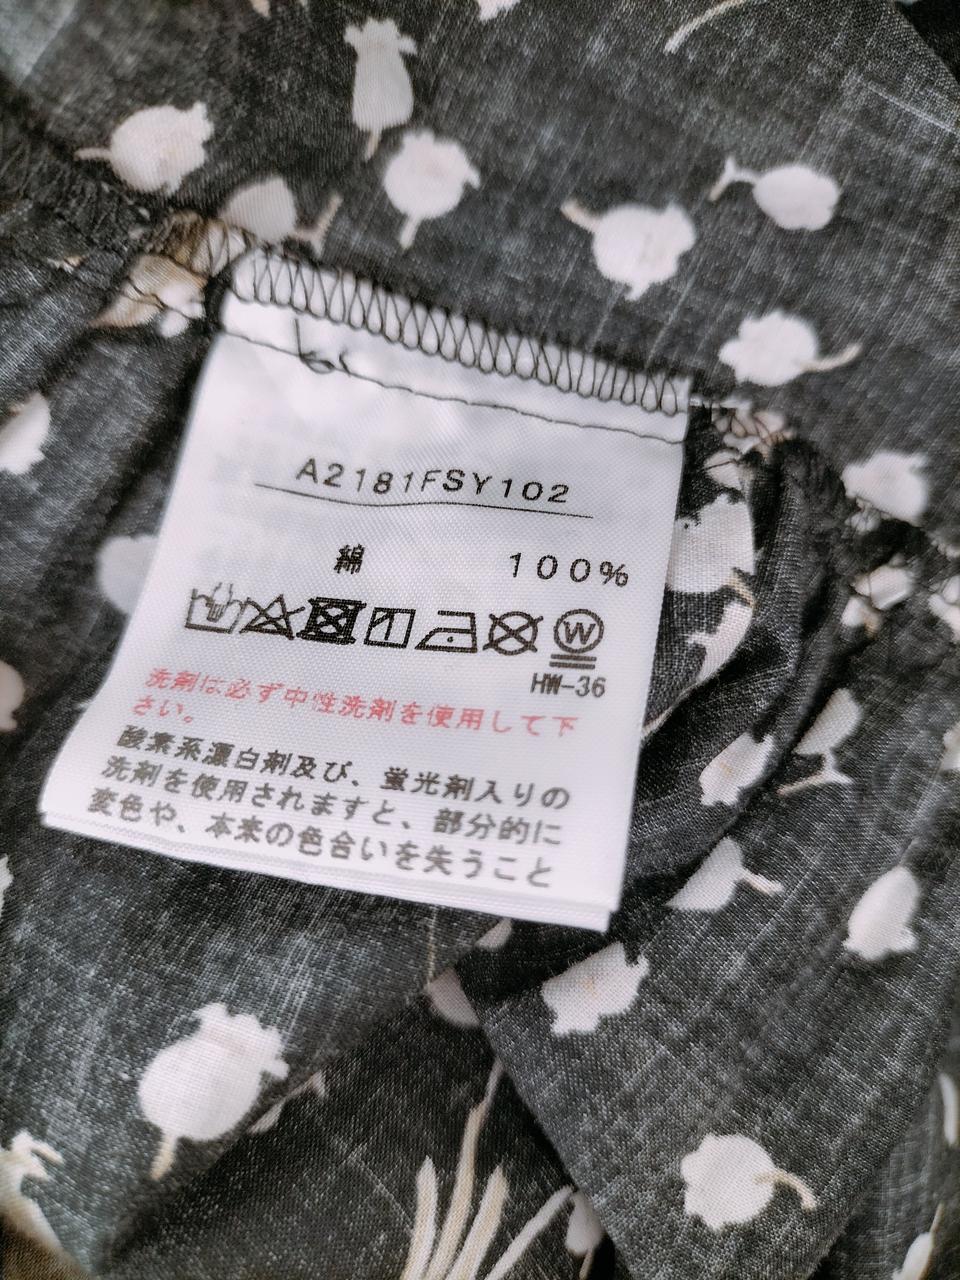 A2181FSY102
綿 100%
W
HW-36
洗剤は必ず中性洗剤を使用して下
さい。
酸素系漂白剤及び、蛍光剤入りの
洗剤を使用されますと、部分的に
変色や、本来の色合いを失うこと